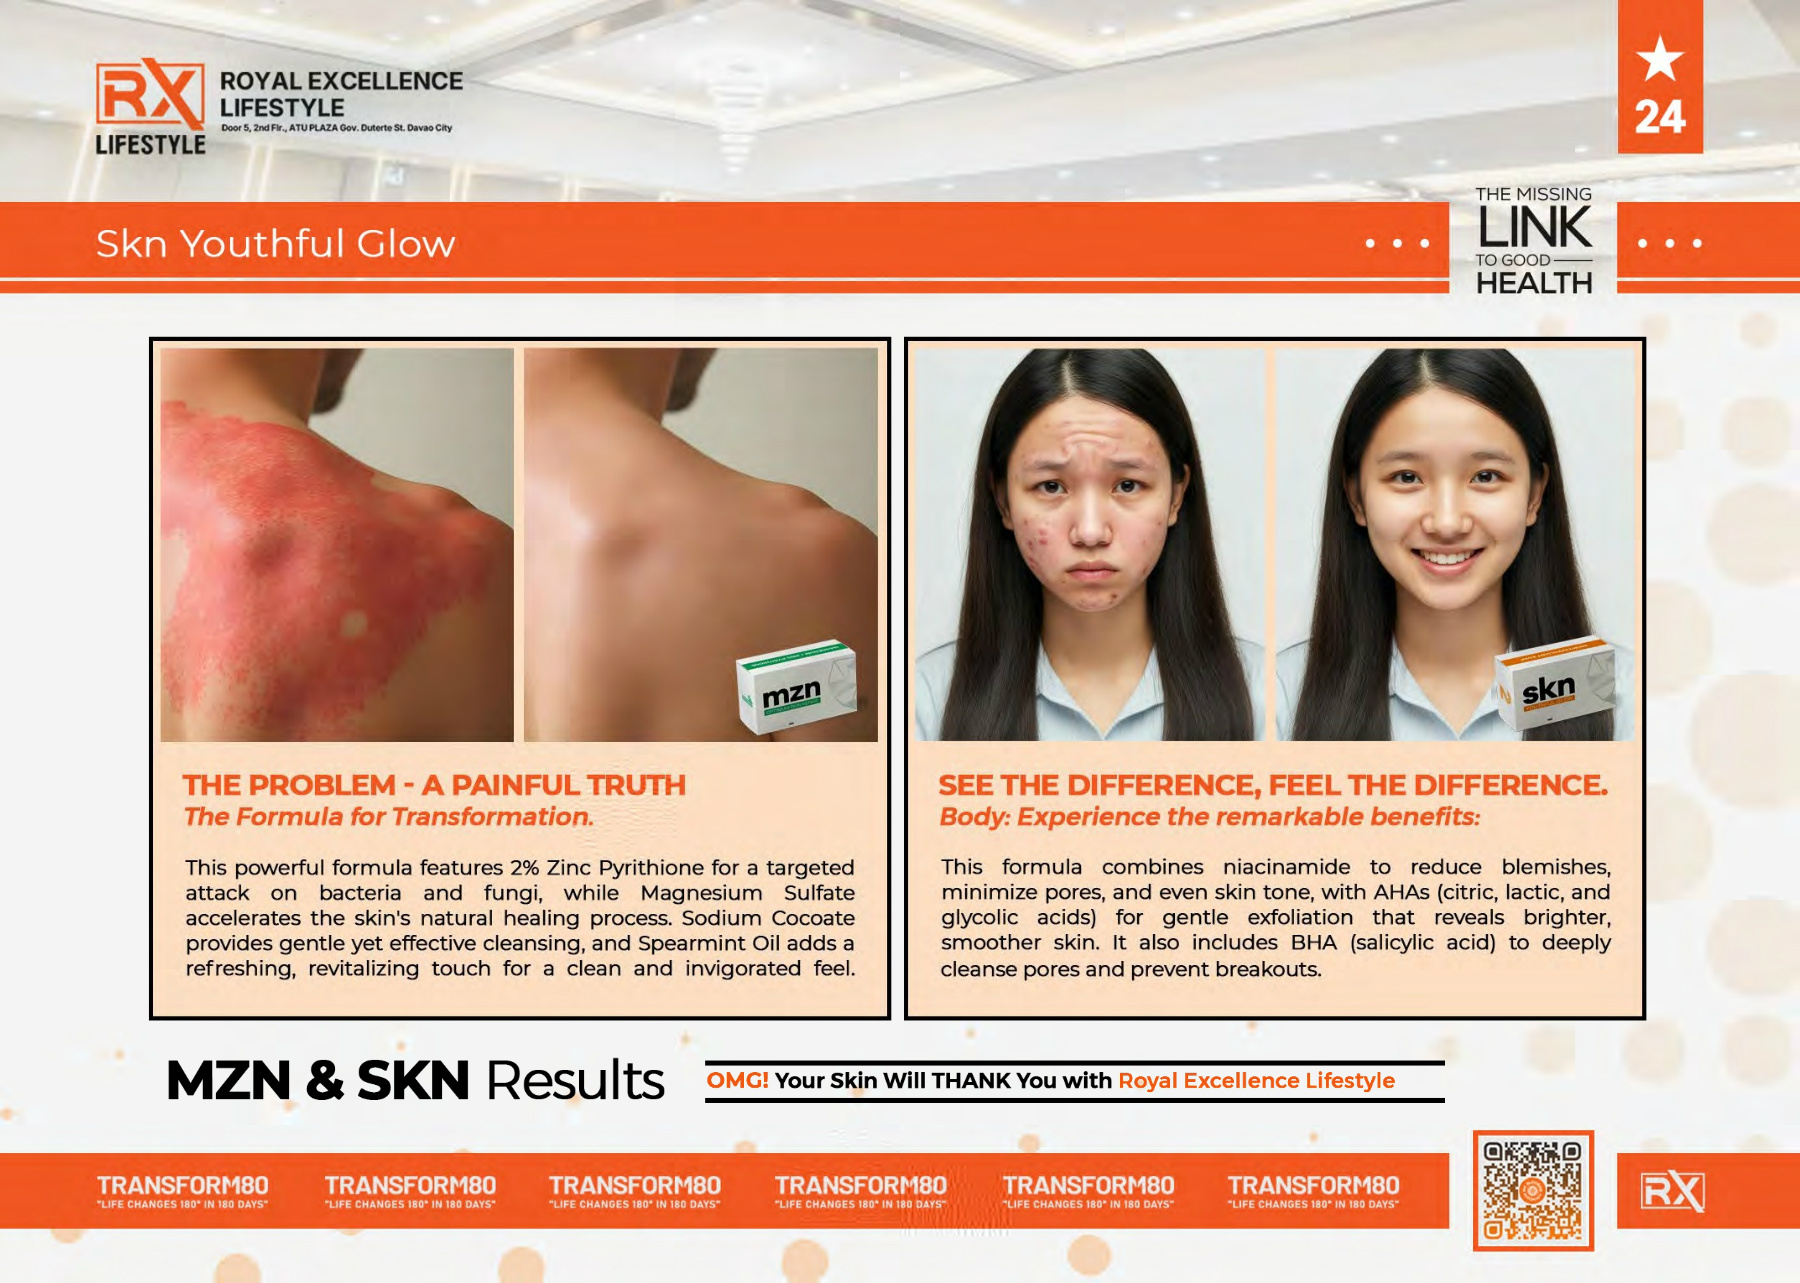 RX
LIFESTYLE
ROYAL EXCELLENCE
LIFESTYLE
Door 5, 2nd Flr., ATU PLAZA Gov. Duterte St. Davao City
24
Skn Youthful Glow
THE MISSING
LINK
TO GOOD
HEALTH
mzn
skn
THE PROBLEM - A PAINFUL TRUTH
The Formula for Transformation.
This powerful formula features 2% Zinc Pyrithione for a targeted
attack on bacteria and fungi, while Magnesium Sulfate
accelerates the skin's natural healing process. Sodium Cocoate
provides gentle yet effective cleansing, and Spearmint Oil adds a
refreshing, revitalizing touch for a clean and invigorated feel.
SEE THE DIFFERENCE, FEEL THE DIFFERENCE.
Body: Experience the remarkable benefits:
This formula combines niacinamide to reduce blemishes,
minimize pores, and even skin tone, with AHAs (citric, lactic, and
glycolic acids) for gentle exfoliation that reveals brighter,
smoother skin. It also includes BHA (salicylic acid) to deeply
cleanse pores and prevent breakouts.
MZN & SKN Results
OMG! Your Skin Will THANK You with Royal Excellence Lifestyle
TRANSFORM80
"LIFE CHANGES 180° IN 180 DAYS"
TRANSFORM80
"LIFE CHANGES 180° IN 180 DAYS"
TRANSFORM80
"LIFE CHANGES 180° IN 180 DAYS"
TRANSFORM80
"LIFE CHANGES 180° IN 180 DAYS"
TRANSFORM80
"LIFE CHANGES 180° IN 180 DAYS"
TRANSFORM80
"LIFE CHANGES 180° IN 180 DAYS"
RX